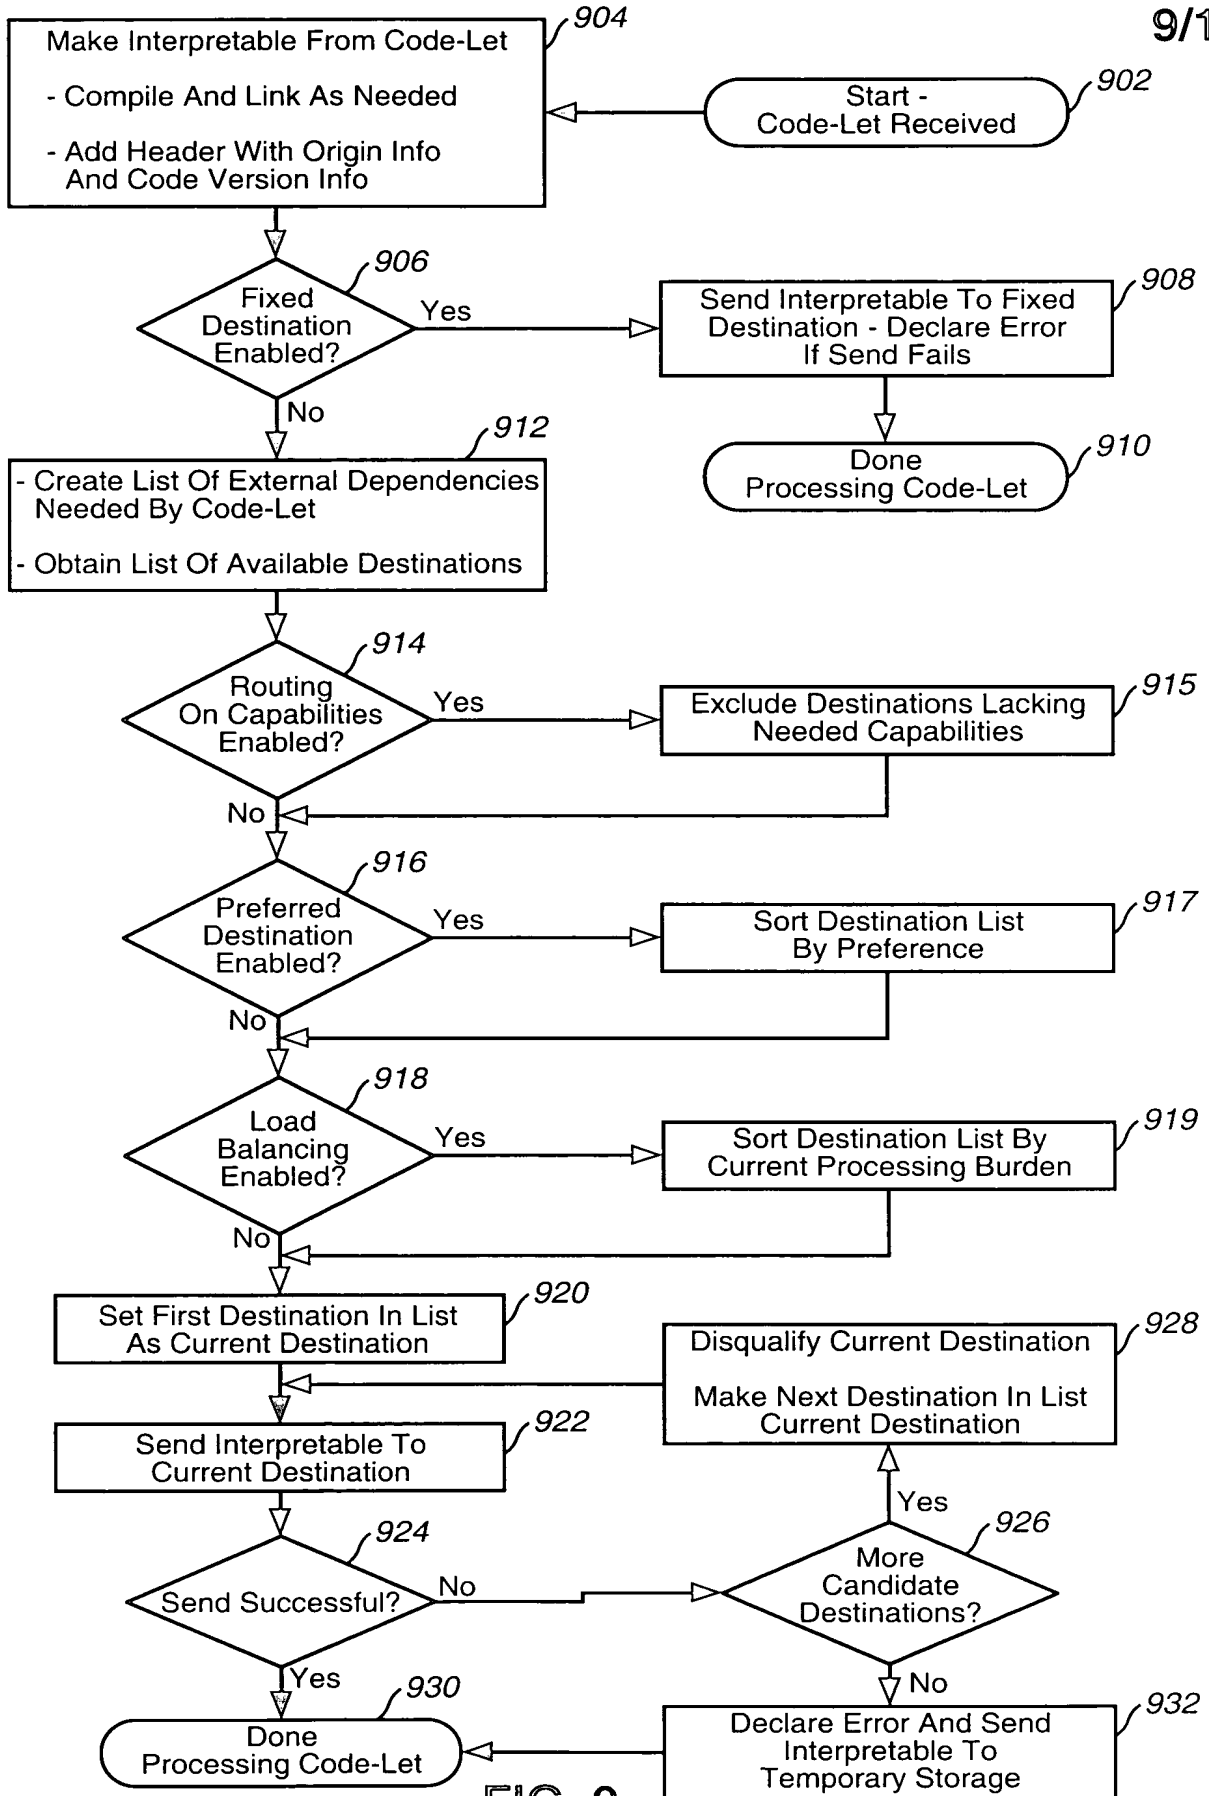 9/1
904
Make Interpretable From Code-Let
- Compile And Link As Needed
- Add Header With Origin Info
And Code Version Info
902
Start -
Code-Let Received
906
Fixed
Destination
Enabled?
Yes
No
908
Send Interpretable To Fixed
Destination - Declare Error
If Send Fails
910
Done
Processing Code-Let
912
- Create List Of External Dependencies
Needed By Code-Let
- Obtain List Of Available Destinations
914
Routing
On Capabilities
Enabled?
Yes
No
915
Exclude Destinations Lacking
Needed Capabilities
916
Preferred
Destination
Enabled?
Yes
No
917
Sort Destination List
By Preference
918
Load
Balancing
Enabled?
Yes
No
919
Sort Destination List By
Current Processing Burden
920
Set First Destination In List
As Current Destination
928
Disqualify Current Destination
Make Next Destination In List
Current Destination
922
Send Interpretable To
Current Destination
924
Send Successful?
No
Yes
926
More
Candidate
Destinations?
Yes
No
930
Done
Processing Code-Let
932
Declare Error And Send
Interpretable To
Temporary Storage